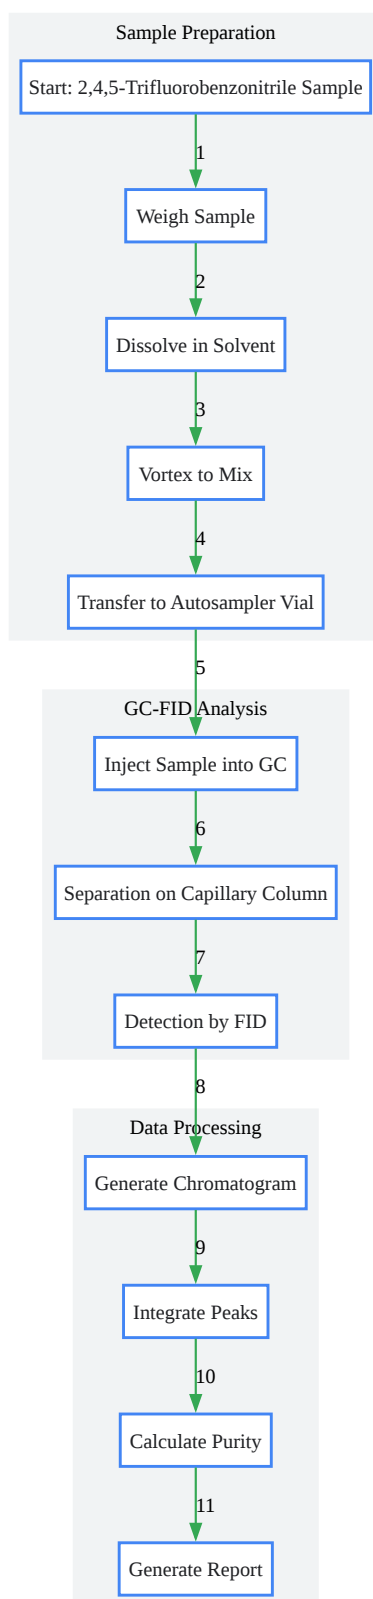 Sample Preparation
Start: 2,4,5-Trifluorobenzonitrile Sample
1
Weigh Sample
2
Dissolve in Solvent
3
Vortex to Mix
4
Transfer to Autosampler Vial
5
GC-FID Analysis
Inject Sample into GC
6
Separation on Capillary Column
7
Detection by FID
8
Data Processing
Generate Chromatogram
9
Integrate Peaks
10
Calculate Purity
11
Generate Report